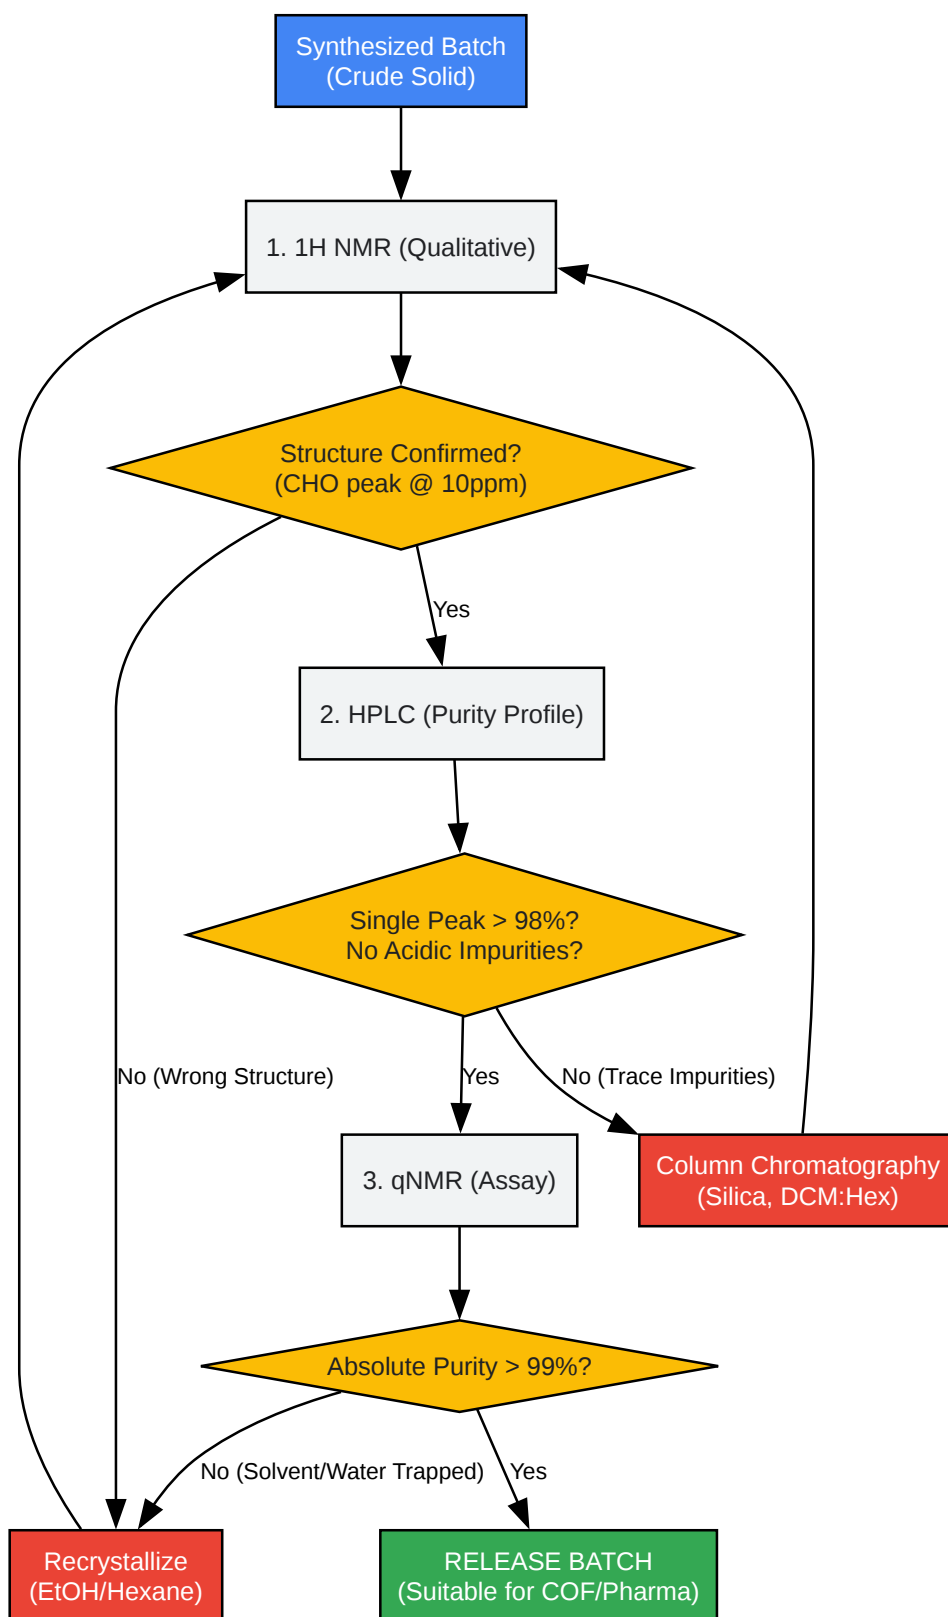 Synthesized Batch
(Crude Solid)
1. 1H NMR (Qualitative)
Structure Confirmed?
(CHO peak @ 10ppm)
Yes
2. HPLC (Purity Profile)
Single Peak > 98%?
No Acidic Impurities?
No (Wrong Structure)
Yes
No (Trace Impurities)
3. qNMR (Assay)
Column Chromatography
(Silica, DCM:Hex)
Absolute Purity > 99%?
No (Solvent/Water Trapped)
Yes
Recrystallize
(EtOH/Hexane)
RELEASE BATCH
(Suitable for COF/Pharma)